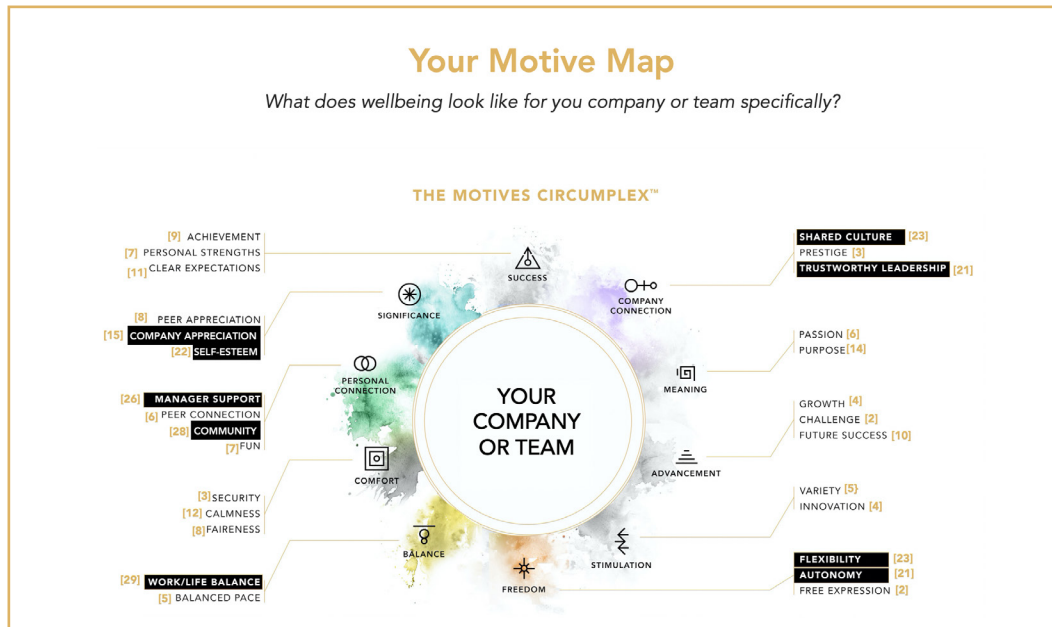 Your Motive Map
What does wellbeing look like for you company or team specifically?
THE MOTIVES CIRCUMPLEX™
[9] ACHIEVEMENT
[7] PERSONAL STRENGTHS
[11] CLEAR EXPECTATIONS
[8] PEER APPRECIATION
[15] COMPANY APPRECIATION
[22] SELF-ESTEEM
[26] MANAGER SUPPORT
[6] PEER CONNECTION
[28] COMMUNITY
[7] FUN
[3] SECURITY
[12] CALMNESS
[8] FAIRENESS
[29] WORK/LIFE BALANCE
[5] BALANCED PACE
SUCCESS
SIGNIFICANCE
PERSONAL
CONNECTION
COMFORT
BALANCE
FREEDOM
STIMULATION
ADVANCEMENT
MEANING
COMPANY
CONNECTION
YOUR
COMPANY
OR TEAM
SHARED CULTURE [23]
PRESTIGE [3]
TRUSTWORTHY LEADERSHIP [21]
PASSION [6]
PURPOSE [14]
GROWTH [4]
CHALLENGE [2]
FUTURE SUCCESS [10]
VARIETY [5}
INNOVATION [4]
FLEXIBILITY [23]
AUTONOMY [21]
FREE EXPRESSION [2]